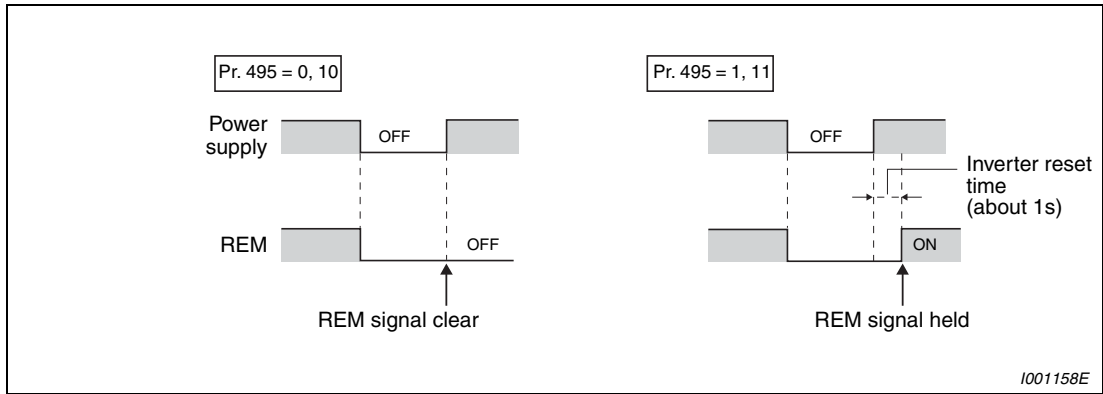 Pr. 495 = 0, 10
Power
supply
OFF
REM
OFF
REM signal clear
Pr. 495 = 1, 11
OFF
Inverter reset
time
(about 1s)
ON
REM signal held
I001158E